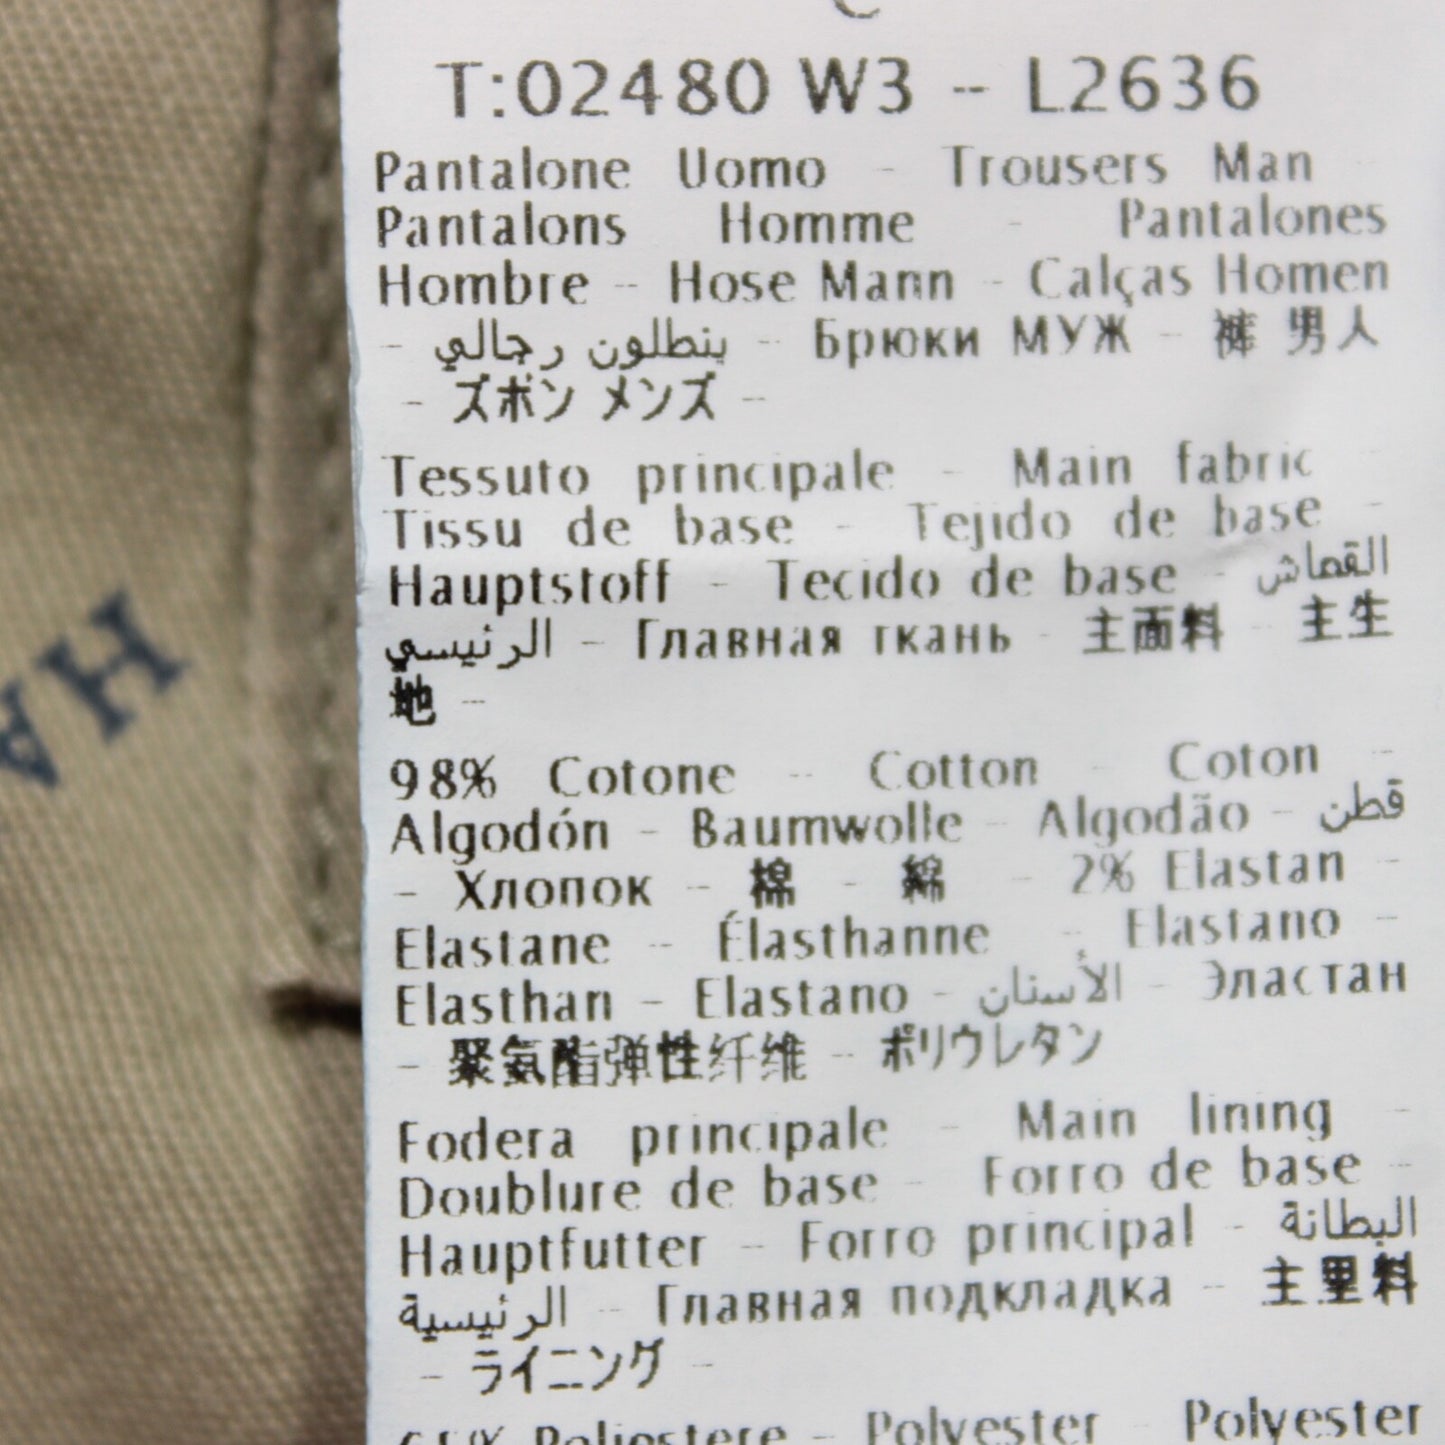 T:02480 W3 -- L2636
Pantalone Uomo - Trousers Man
Pantalons Homme - Pantalones
Hombre - Hose Mann - Calças Homen
- بنطلون رجالي - Брюки МУЖ - 裤 男人
- ズボン メンズ -
Tessuto principale - Main fabric -
Tissu de base - Tejido de base -
Hauptstoff - Tecido de base - القماش
الرئيسي - Главная ткань - 主面料 - 主生
地 -
98% Cotone - Cotton - Coton -
Algodón - Baumwolle - Algodão - قطن
- Хлопок - 棉 - 綿 - 2% Elastan -
Elastane - Élasthanne - Elastano -
Elasthan - Elastano - الأسنان - Эластан
- 聚氨酯弹性纤维 - ポリウレタン
Fodera principale - Main lining -
Doublure de base - Forro de base -
Hauptfutter - Forro principal - البطانة
الرئيسية - Главная подкладка - 主里料
- ライニング -
65% Poliestere - Polyester - Polyester
HA